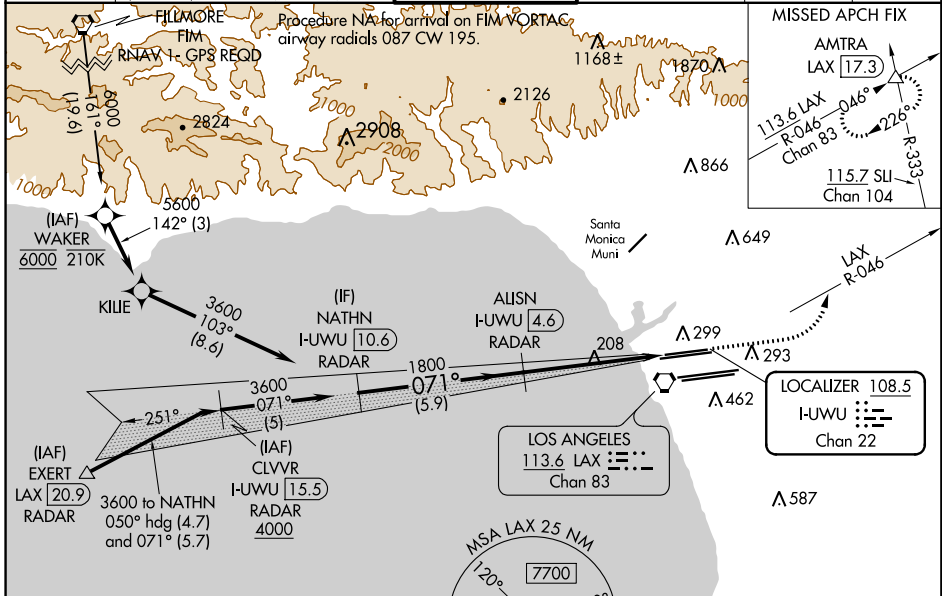 FILLMORE
FIM
RNAV 1- GPS REQD
Procedure NA for arrival on FIM VORTAC
airway radials 087 CW 195.
6000
161°
(19.6)
2824
1000
2908
2000
2126
1168±
1870
1000
1000
866
649
MISSED APCH FIX
AMTRA
LAX 17.3
113.6 LAX
R-046
Chan 83
046°
226°
R-333
115.7 SLI
Chan 104
(IAF)
WAKER
6000 210K
5600
142° (3)
KILIE
3600
103°
(8.6)
Santa
Monica
Muni
LAX
R-046
(IF)
NATHN
I-UWU 10.6
RADAR
ALISN
I-UWU 4.6
RADAR
208
299
293
462
587
1800
071°
(5.9)
3600
071°
(5)
251°
(IAF)
EXERT
LAX 20.9
RADAR
3600 to NATHN
050° hdg (4.7)
and 071° (5.7)
(IAF)
CLVVR
I-UWU 15.5
RADAR
4000
LOS ANGELES
113.6 LAX
Chan 83
LOCALIZER 108.5
I-UWU
Chan 22
MSA LAX 25 NM
120°
7700